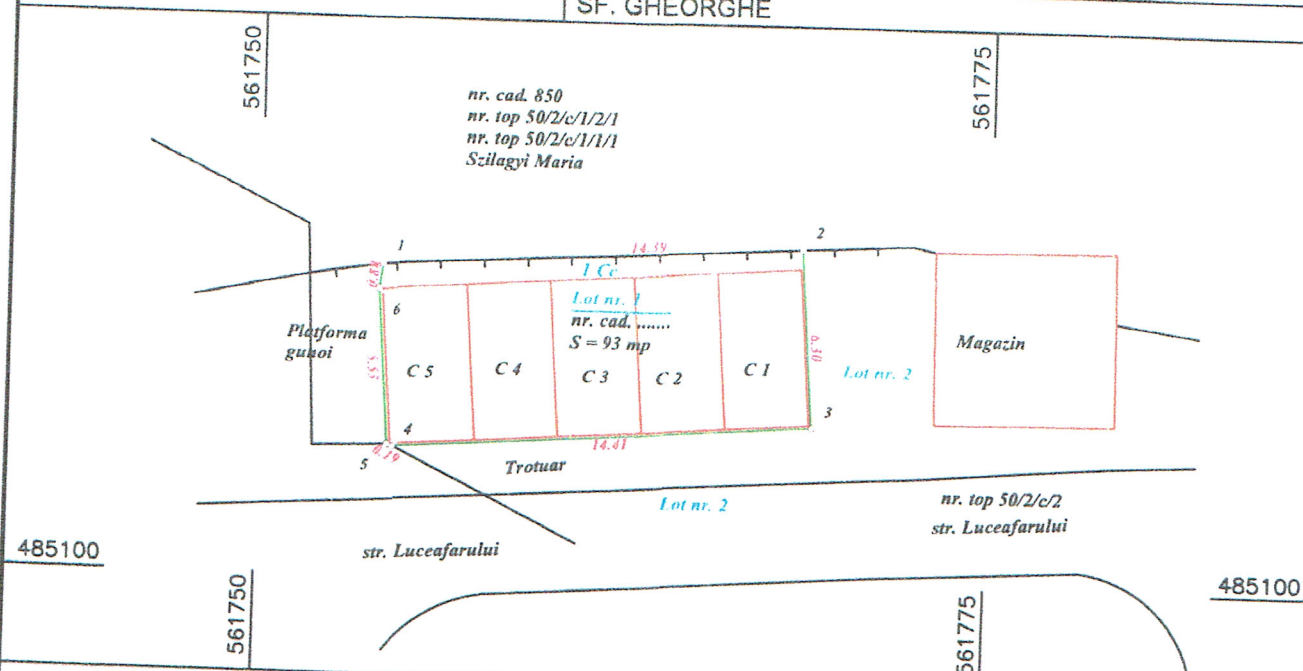 SF. GHEORGHE
561750
561775
nr. cad. 850
nr. top 50/2/c/1/2/1
nr. top 50/2/c/1/1/1
Szilagyi Maria
1
14.39
2
1 Cc
Lot nr. 1
nr. cad. .......
S = 93 mp
6
Platforma
gunoi
C 5
C 4
C 3
C 2
C 1
6.30
Lot nr. 2
Magazin
3
4
14.41
0.19
5
Trotuar
Lot nr. 2
nr. top 50/2/c/2
str. Luceafarului
str. Luceafarului
485100
485100
561750
561775